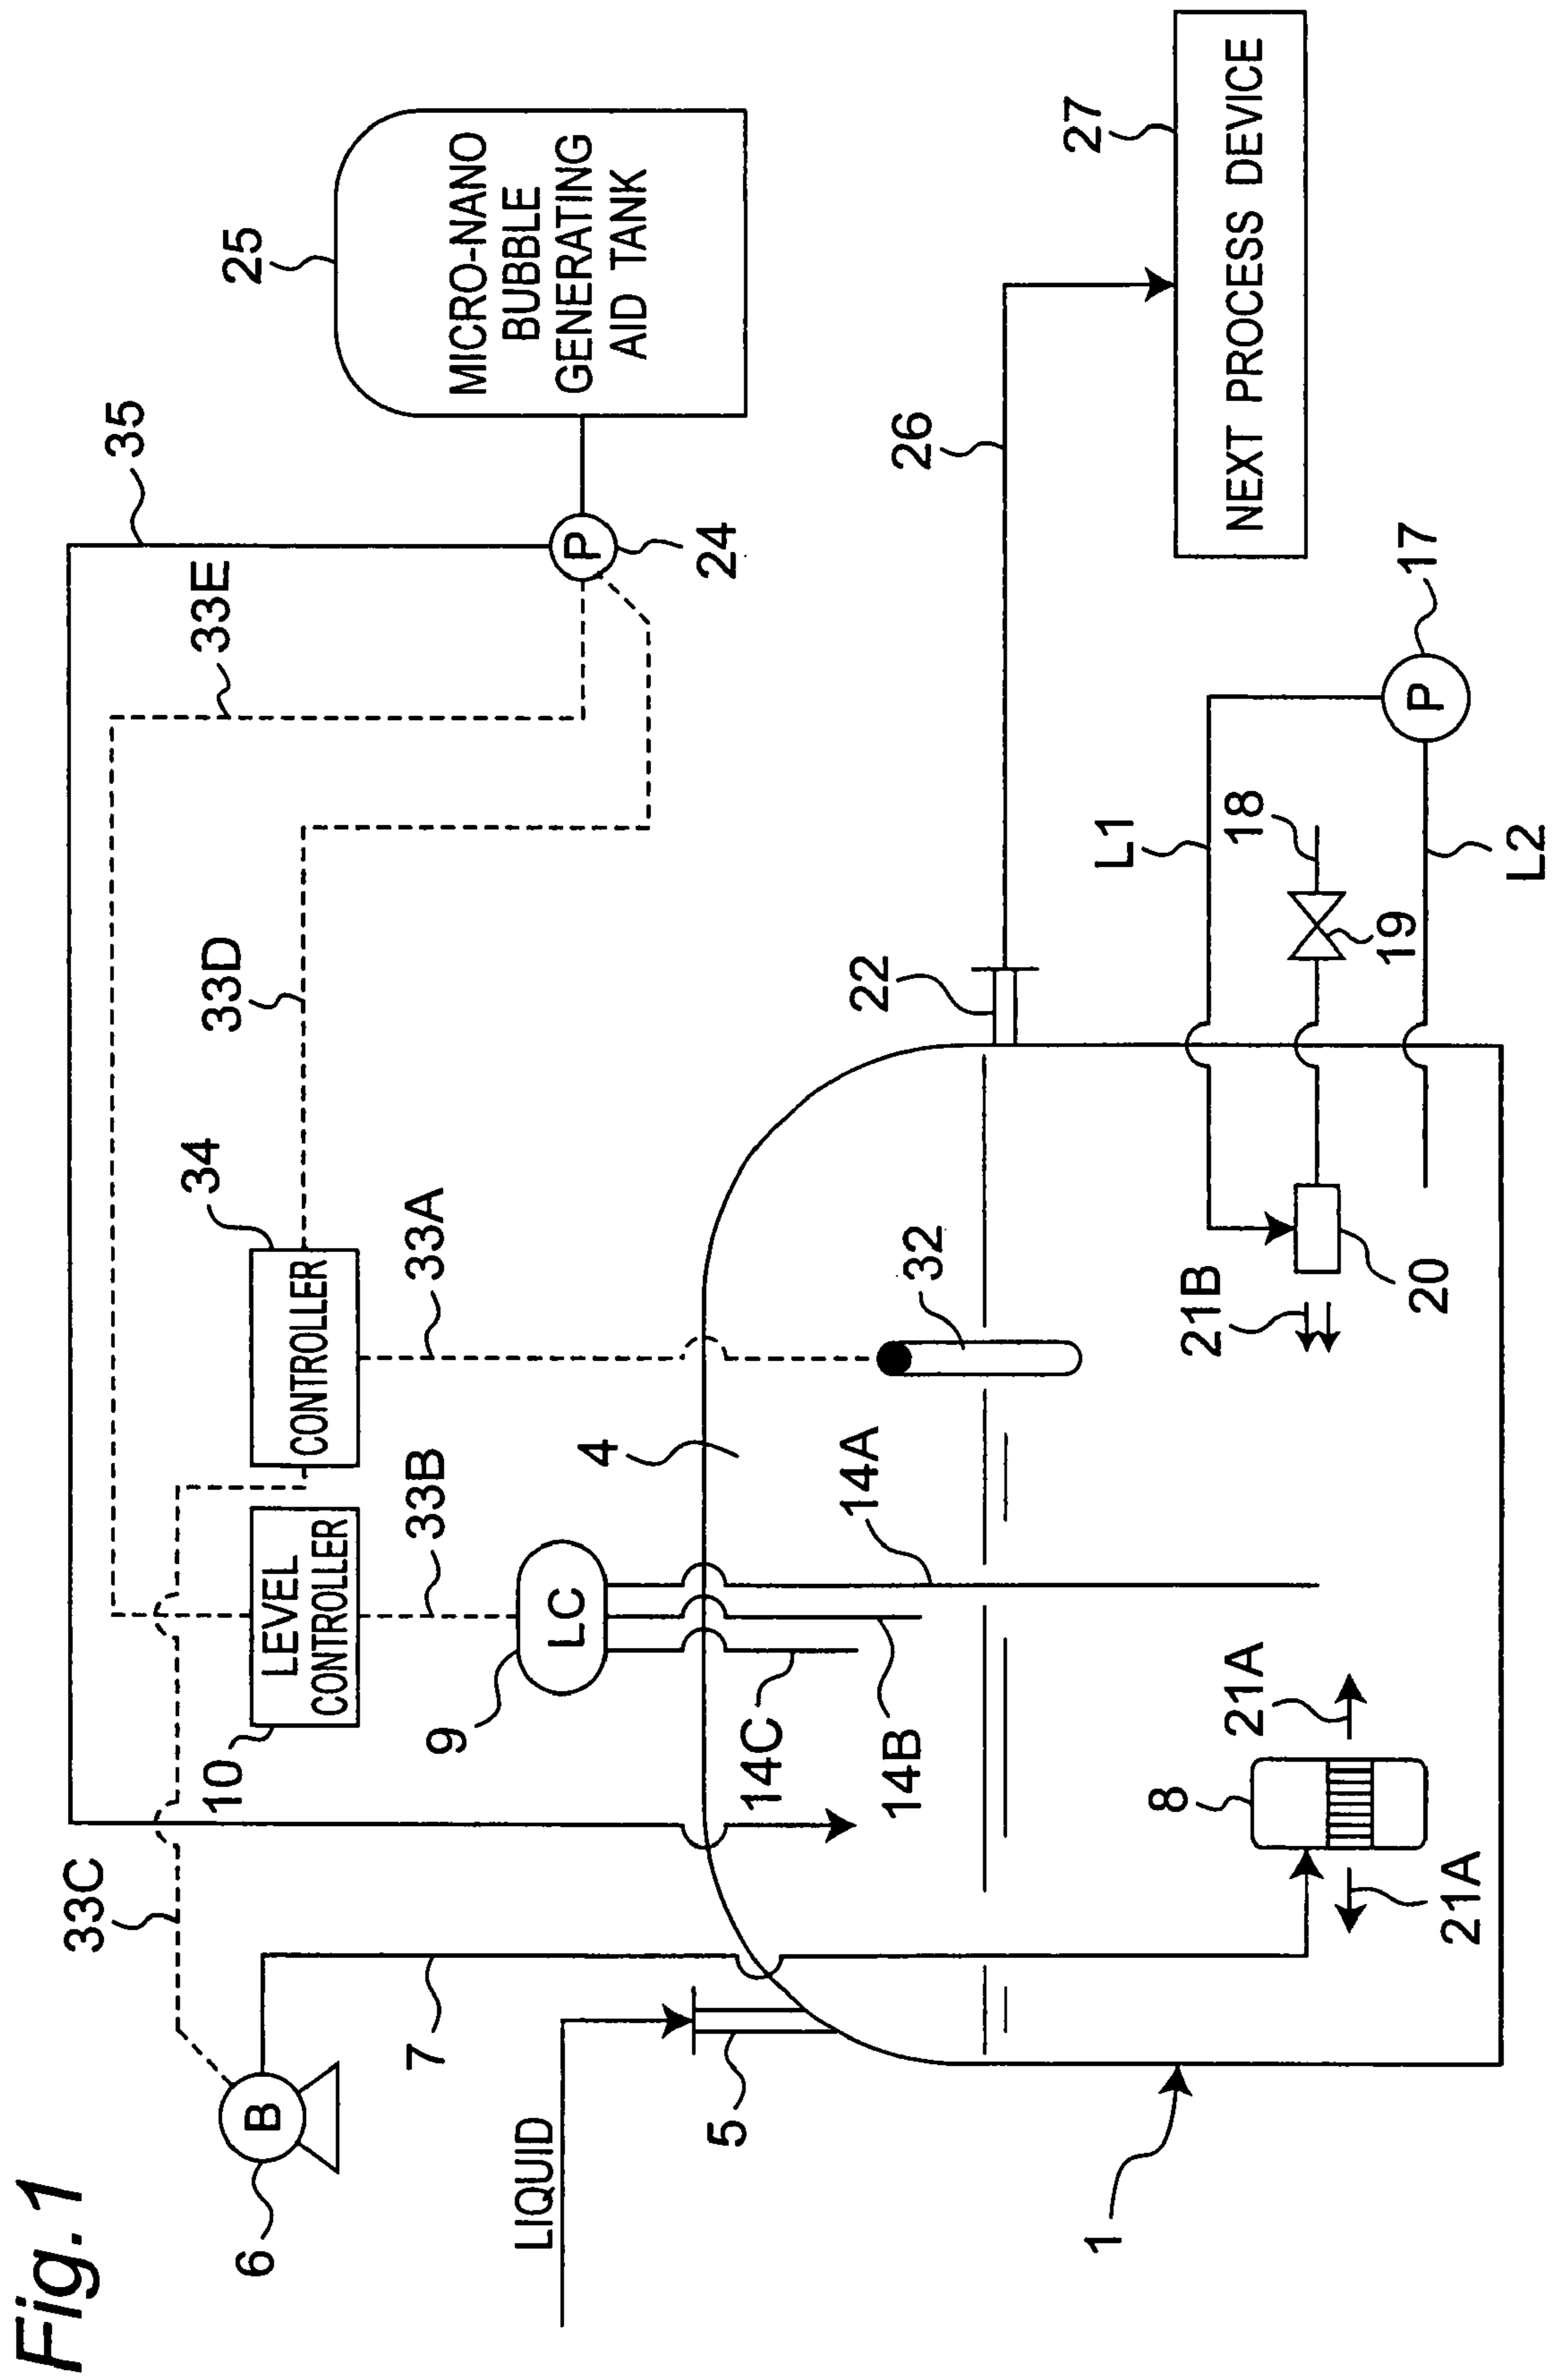 Fig.1
35
33E
25
MICRO-NANO
BUBBLE
GENERATING
AID TANK
P
24
33D
34
CONTROLLER
33A
33C
10
LEVEL
CONTROLLER
33B
6
B
7
9
LC
LIQUID
5
14C
14B
4
14A
32
22
26
27
NEXT PROCESS DEVICE
1
8
21A
21A
21B
20
L1
18
19
L2
17
P